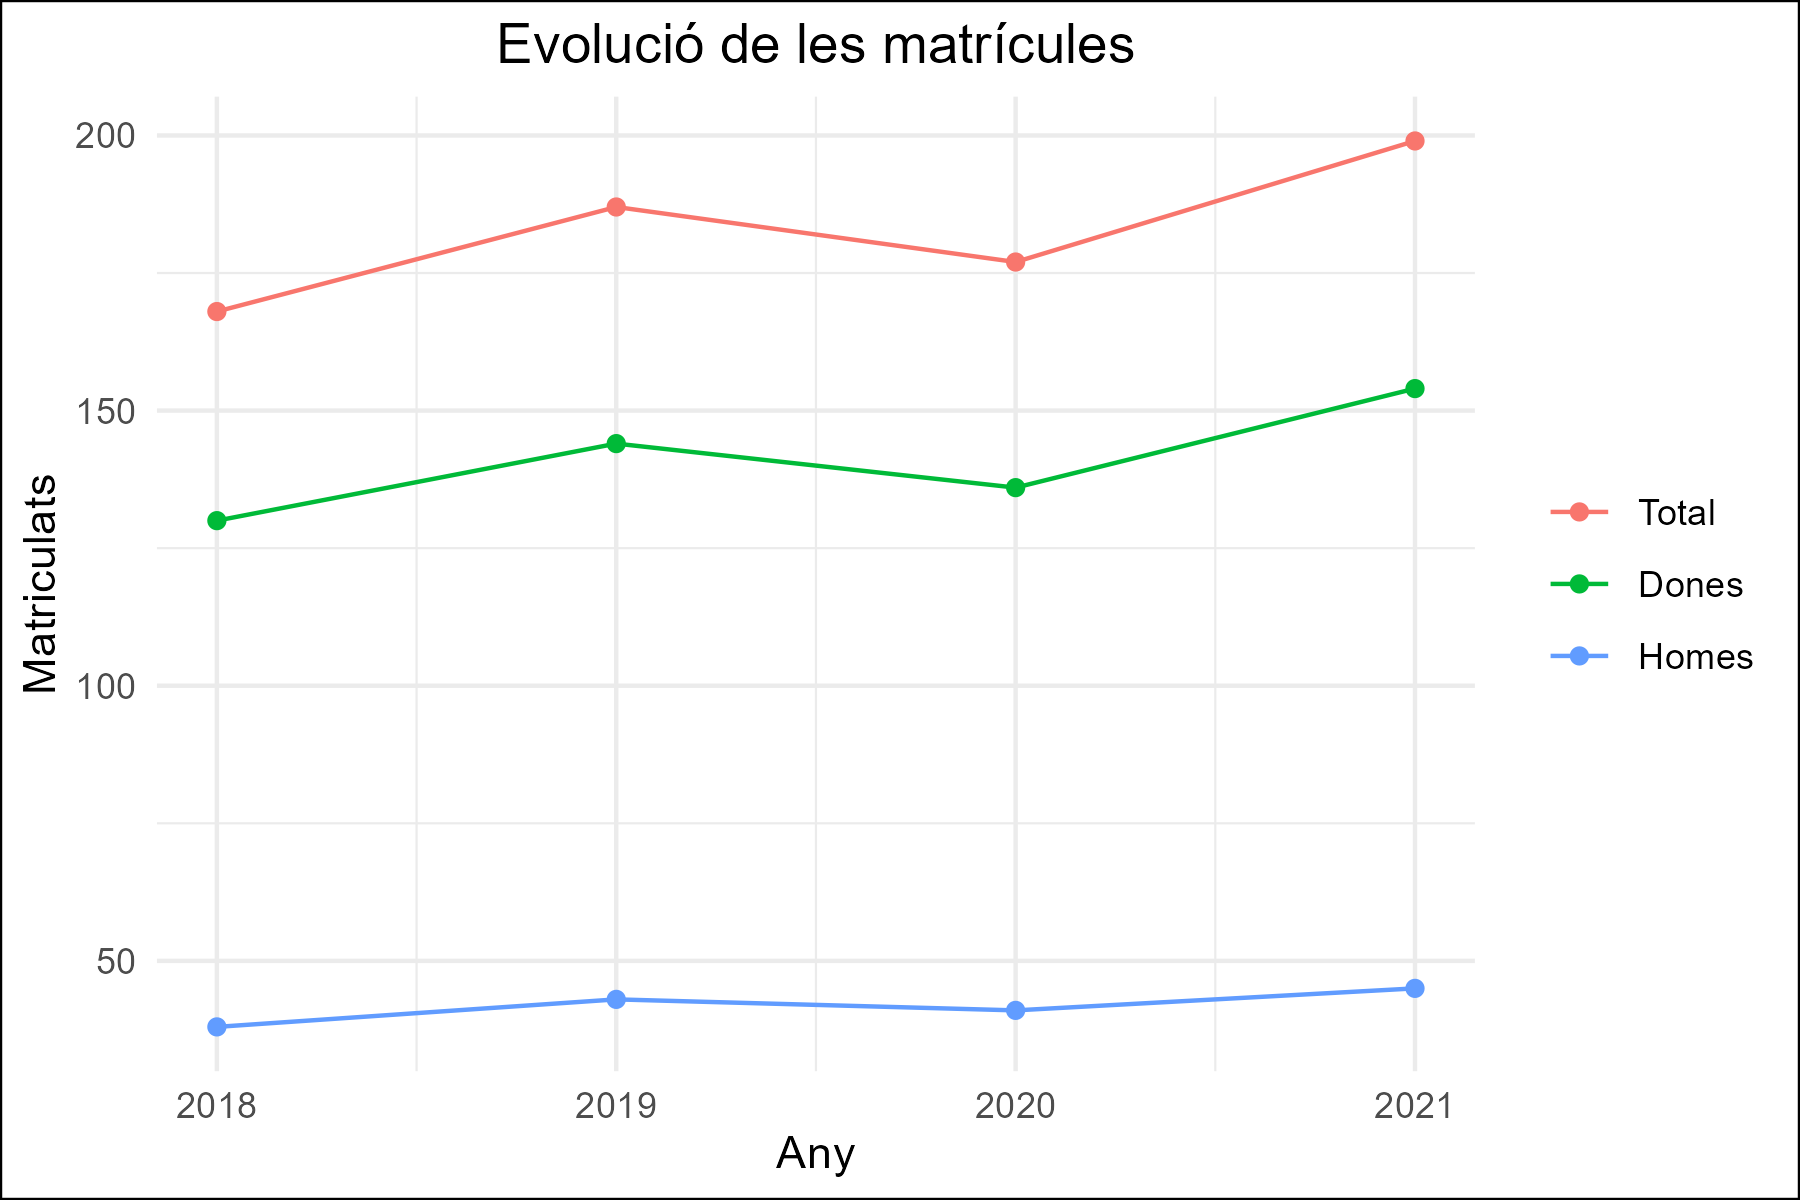 Evolució de les matrícules
200
150
100
50
Matriculats
2018
2019
2020
2021
Any
Total
Dones
Homes